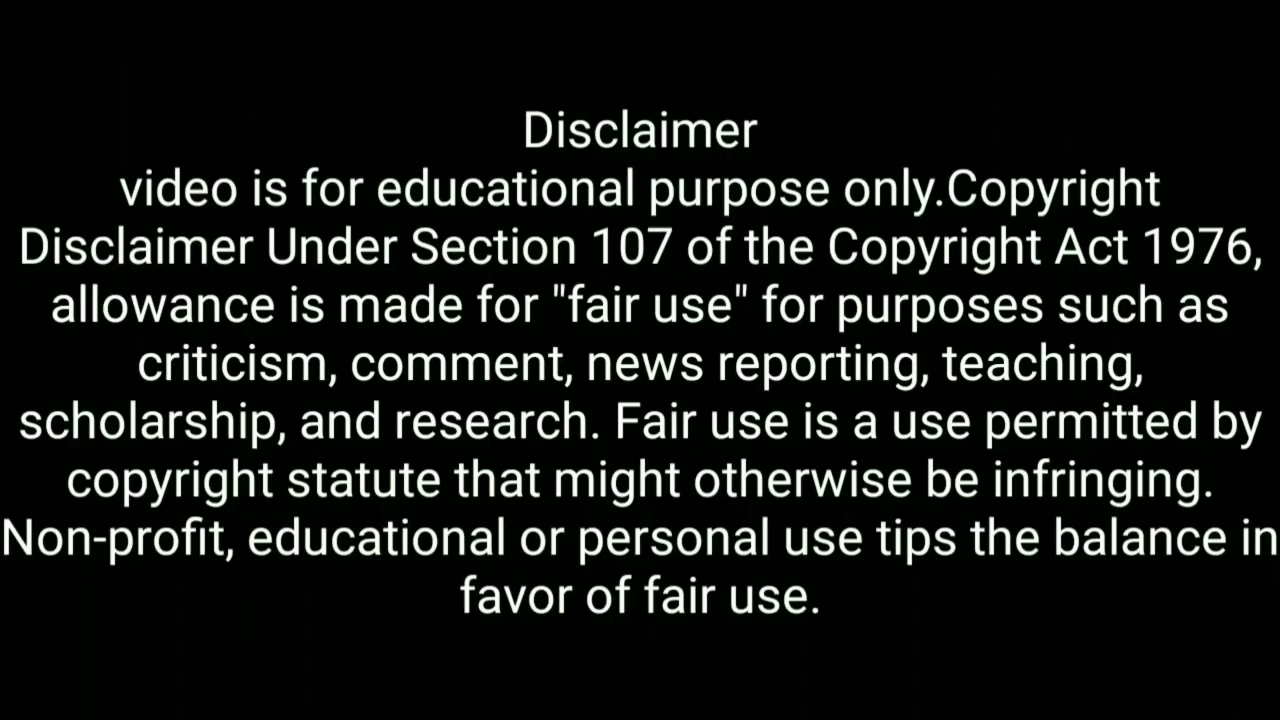 Disclaimer
video is for educational purpose only.Copyright
Disclaimer Under Section 107 of the Copyright Act 1976,
allowance is made for "fair use" for purposes such as
criticism, comment, news reporting, teaching,
scholarship, and research. Fair use is a use permitted by
copyright statute that might otherwise be infringing.
Non-profit, educational or personal use tips the balance in
favor of fair use.